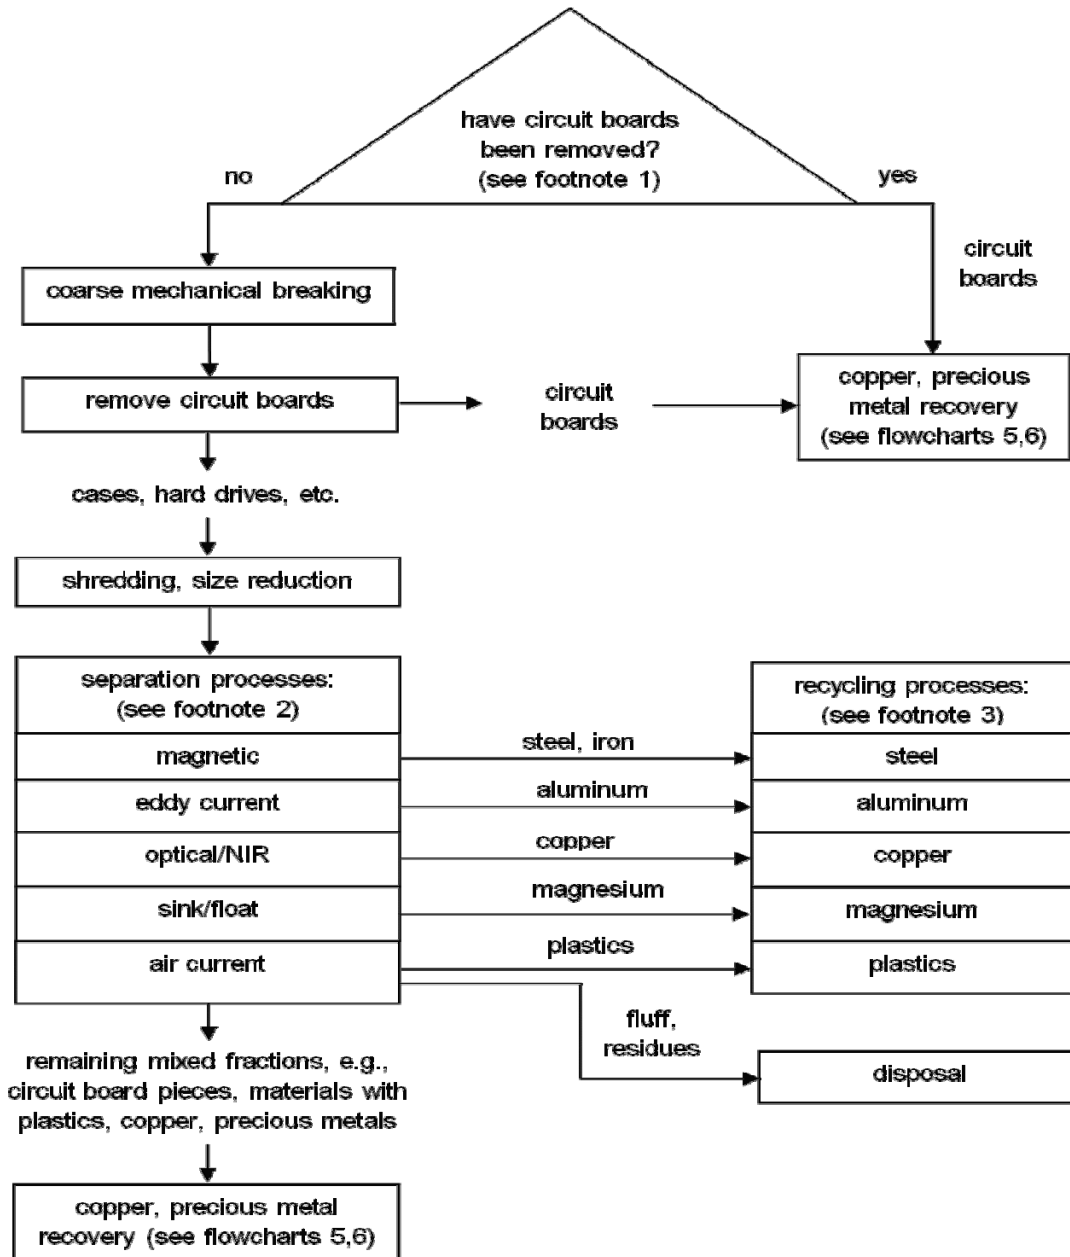 have circuit boards
been removed?
(see footnote 1)
no
yes
circuit
boards
coarse mechanical breaking
remove circuit boards
circuit
boards
copper, precious
metal recovery
(see flowcharts 5,6)
cases, hard drives, etc.
shredding, size reduction
separation processes:
(see footnote 2)
recycling processes:
(see footnote 3)
magnetic
steel, iron
steel
eddy current
aluminum
aluminum
optical/NIR
copper
copper
sink/float
magnesium
magnesium
air current
plastics
plastics
fluff,
residues
disposal
remaining mixed fractions, e.g.,
circuit board pieces, materials with
plastics, copper, precious metals
copper, precious metal
recovery (see flowcharts 5,6)